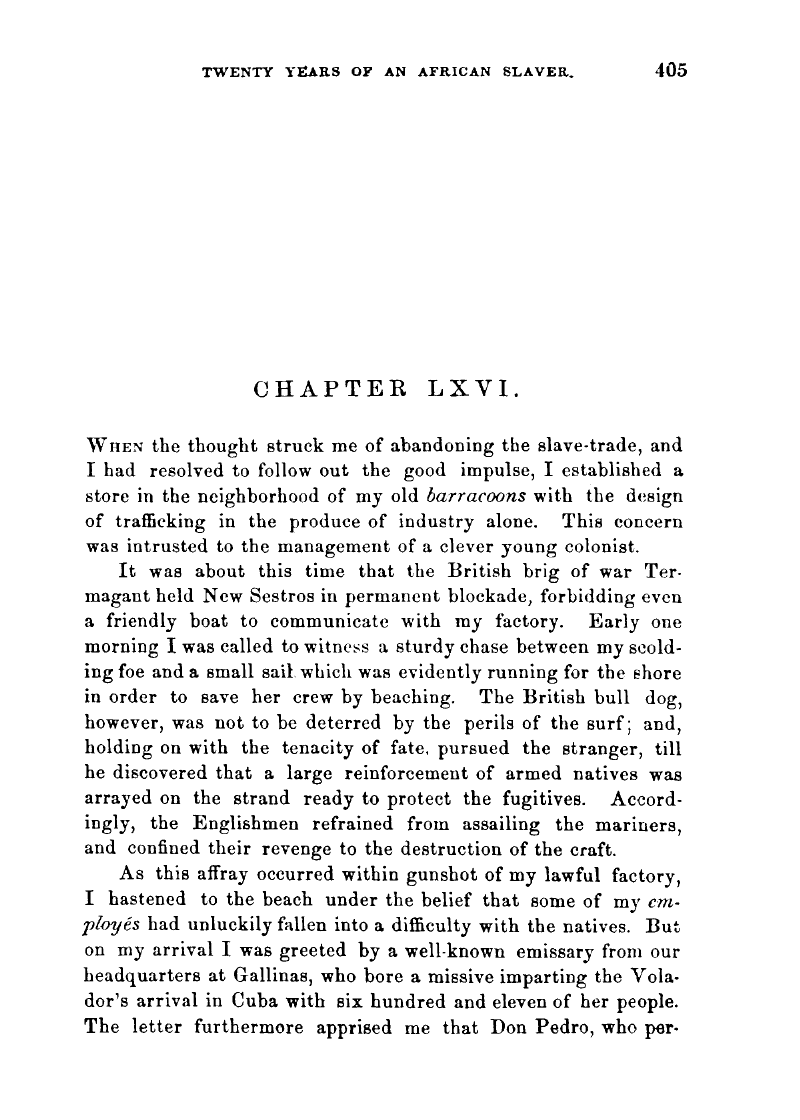 TWENTY YEARS OF AN AFRICAN SLAVER. 405
CHAPTER LXVI.
WHEN the thought struck me of abandoning the slave-trade, and
I had resolved to follow out the good impulse, I established a
store in the neighborhood of my old barracoons with the design
of trafficking in the produce of industry alone. This concern
was intrusted to the management of a clever young colonist.
It was about this time that the British brig of war Ter-
magant held New Sestros in permanent blockade, forbidding even
a friendly boat to communicate with my factory. Early one
morning I was called to witness a sturdy chase between my scold-
ing foe and a small sail which was evidently running for the shore
in order to save her crew by beaching. The British bull dog,
however, was not to be deterred by the perils of the surf; and,
holding on with the tenacity of fate, pursued the stranger, till
he discovered that a large reinforcement of armed natives was
arrayed on the strand ready to protect the fugitives. Accord-
ingly, the Englishmen refrained from assailing the mariners,
and confined their revenge to the destruction of the craft.
As this affray occurred within gunshot of my lawful factory,
I hastened to the beach under the belief that some of my em-
ployés had unluckily fallen into a difficulty with the natives. But
on my arrival I was greeted by a well-known emissary from our
headquarters at Gallinas, who bore a missive imparting the Vola-
dor's arrival in Cuba with six hundred and eleven of her people.
The letter furthermore apprised me that Don Pedro, who per-